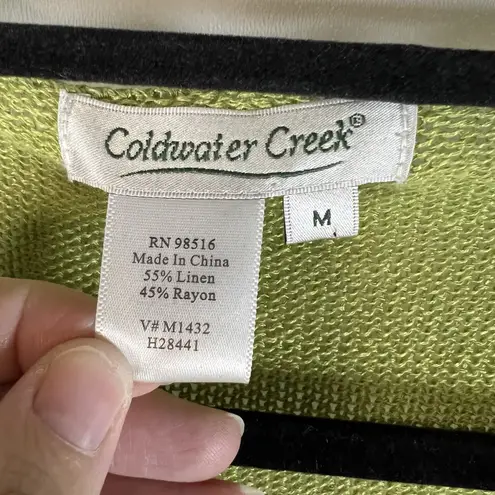 Coldwater Creek®
M
RN 98516
Made In China
55% Linen
45% Rayon
V# M1432
H28441